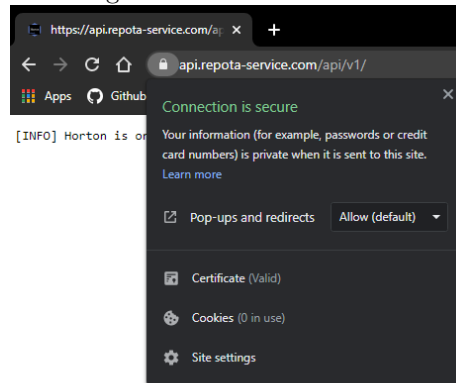 https://api.repota-service.com/ap
api.repota-service.com/api/v1/
Apps Github
Connection is secure
[INFO] Horton is
Your information (for example, passwords or credit
card numbers) is private when it is sent to this site.
Learn more
Pop-ups and redirects Allow (default)
Certificate (Valid)
Cookies (0 in use)
Site settings